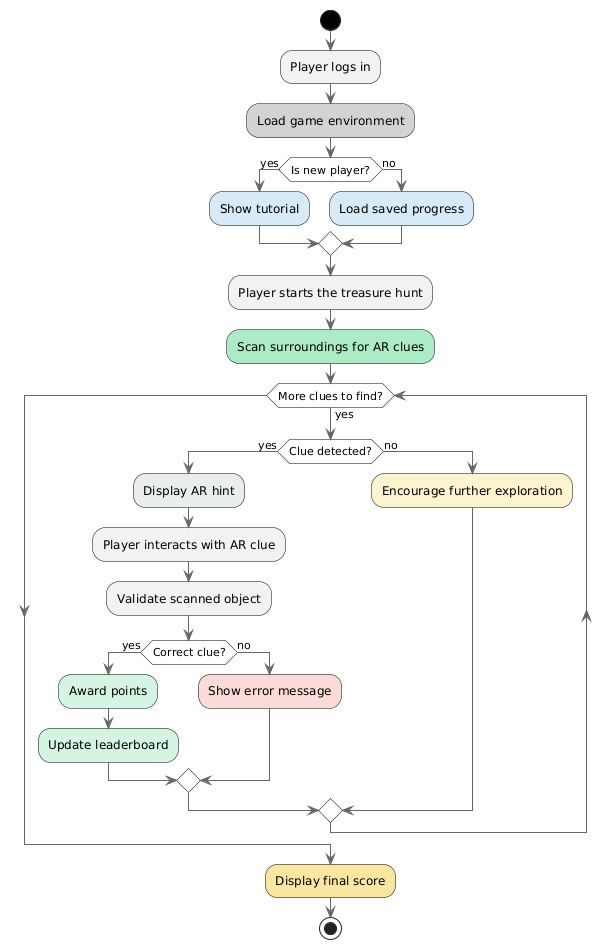 Player logs in
Load game environment
yes
Is new player?
no
Show tutorial
Load saved progress
Player starts the treasure hunt
Scan surroundings for AR clues
More clues to find?
yes
yes
Clue detected?
no
Display AR hint
Encourage further exploration
Player interacts with AR clue
Validate scanned object
yes
Correct clue?
no
Award points
Show error message
Update leaderboard
Display final score